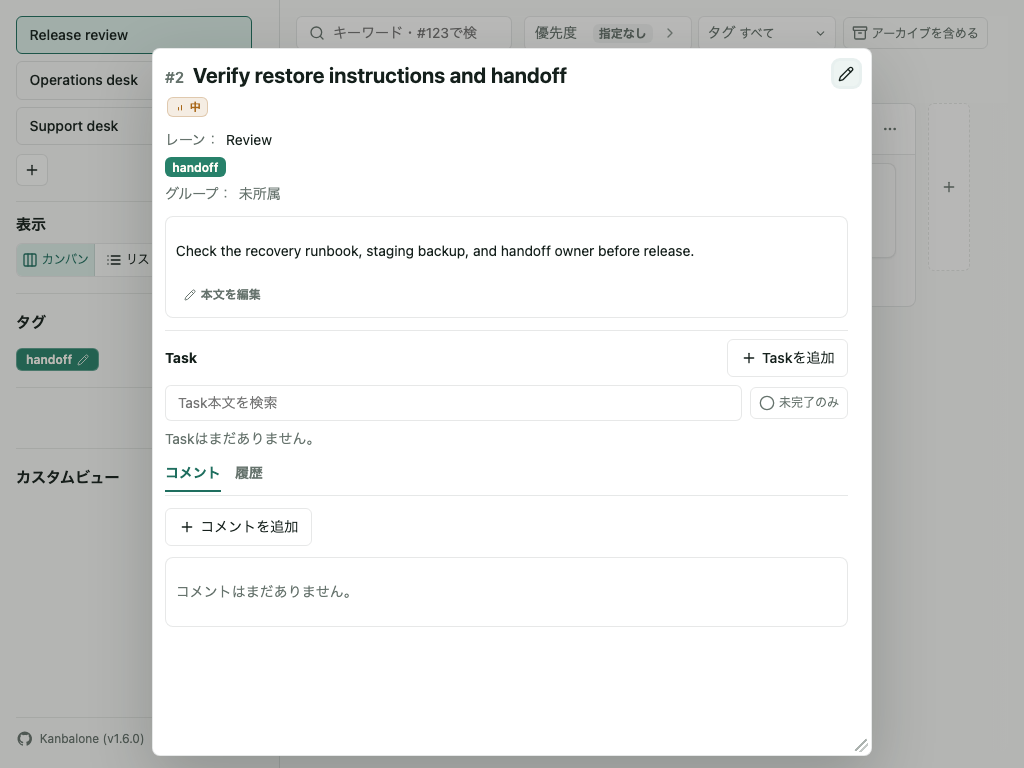 Release review
Operations desk
Support desk
表示
カンバン
リス
タグ
handoff
カスタムビュー
Kanbalone (v1.6.0)
キーワード・#123で検
優先度 指定なし
タグ すべて
アーカイブを含める
#2 Verify restore instructions and handoff
中
レーン： Review
handoff
グループ： 未所属
Check the recovery runbook, staging backup, and handoff owner before release.
本文を編集
Task
Taskを追加
Task本文を検索
未完了のみ
Taskはまだありません。
コメント 履歴
コメントを追加
コメントはまだありません。